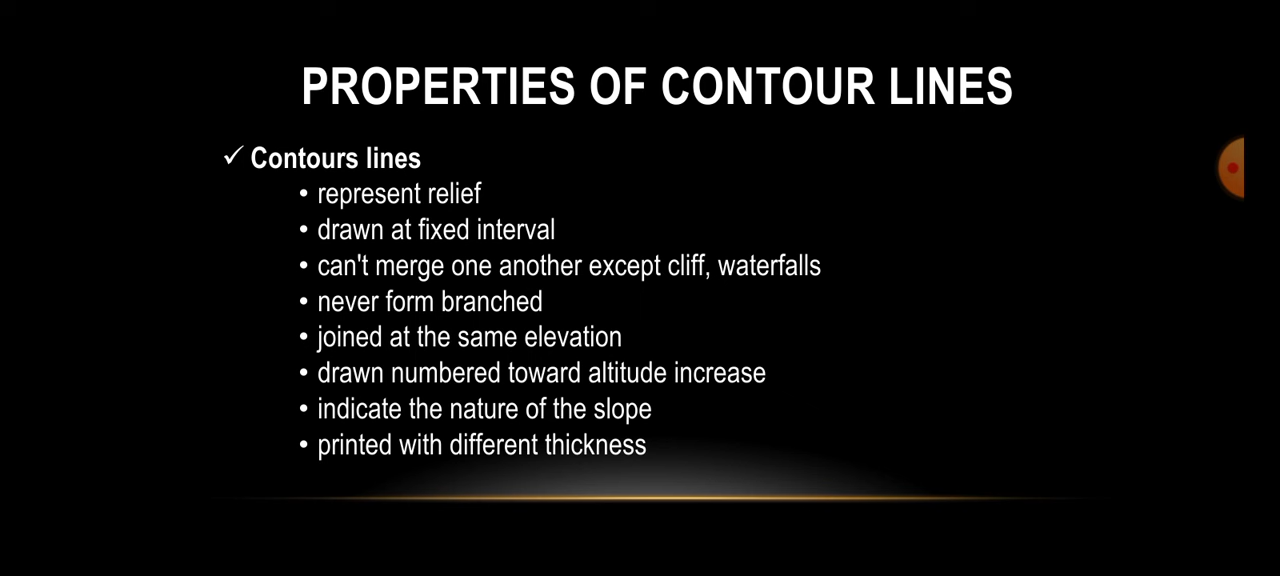 PROPERTIES OF CONTOUR LINES
✓ Contours lines
• represent relief
• drawn at fixed interval
• can't merge one another except cliff, waterfalls
• never form branched
• joined at the same elevation
• drawn numbered toward altitude increase
• indicate the nature of the slope
• printed with different thickness